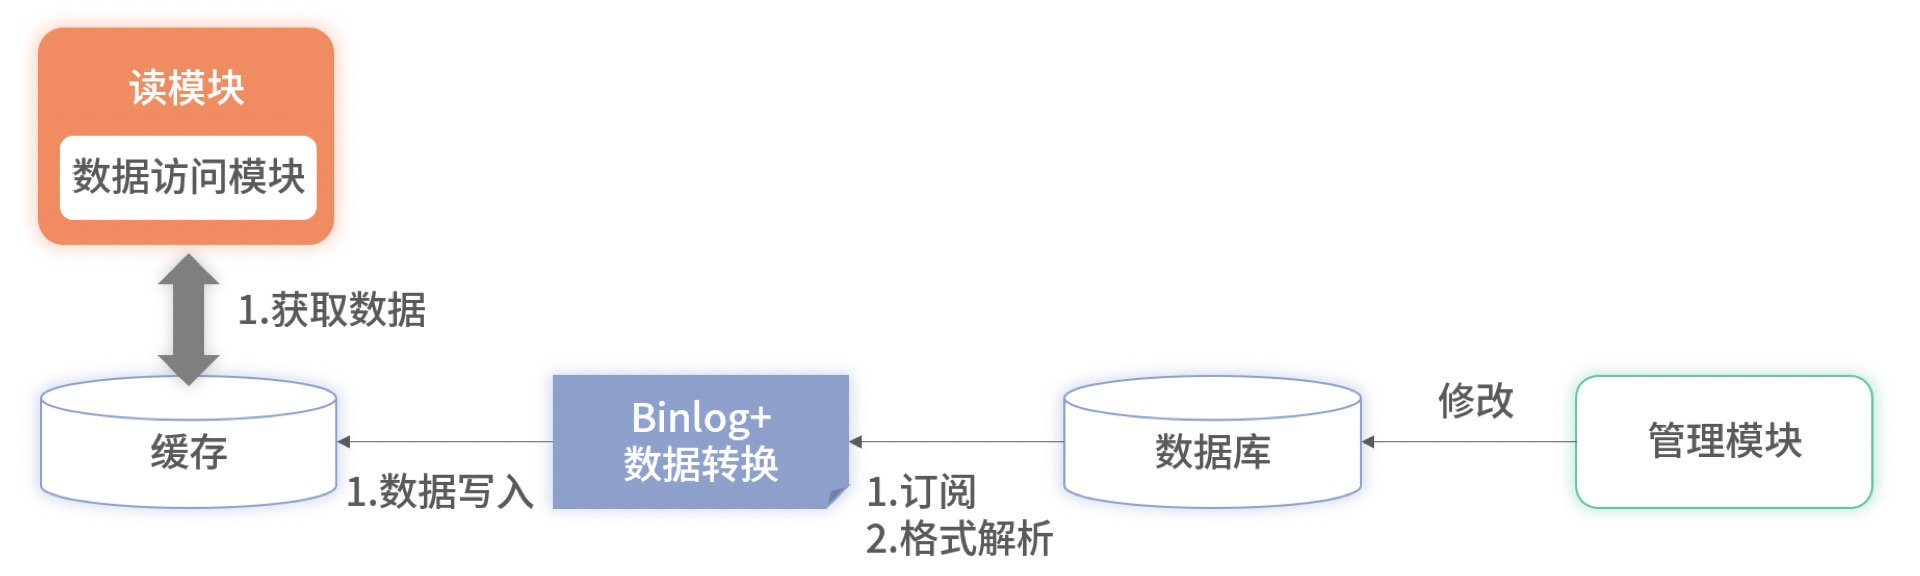 读模块
数据访问模块
1.获取数据
缓存
1.数据写入
Binlog+
数据转换
1.订阅
2.格式解析
数据库
修改
管理模块